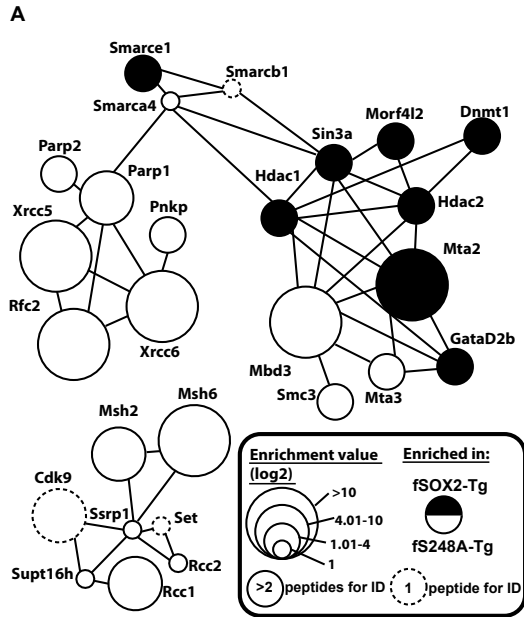 A
Smarce1
Smarcb1
Smarca4
Morf4l2
Dnmt1
Sin3a
Parp2
Parp1
Hdac1
Hdac2
Xrcc5
Pnkp
Mta2
Rfc2
Xrcc6
GataD2b
Mbd3
Smc3
Mta3
Msh2
Msh6
Cdk9
Ssrp1
Set
Rcc2
Supt16h
Rcc1
Enrichment value
(log2)
>10
4.01-10
1.01-4
1
Enriched in:
fSOX2-Tg
fS248A-Tg
>2 peptides for ID
1 peptide for ID